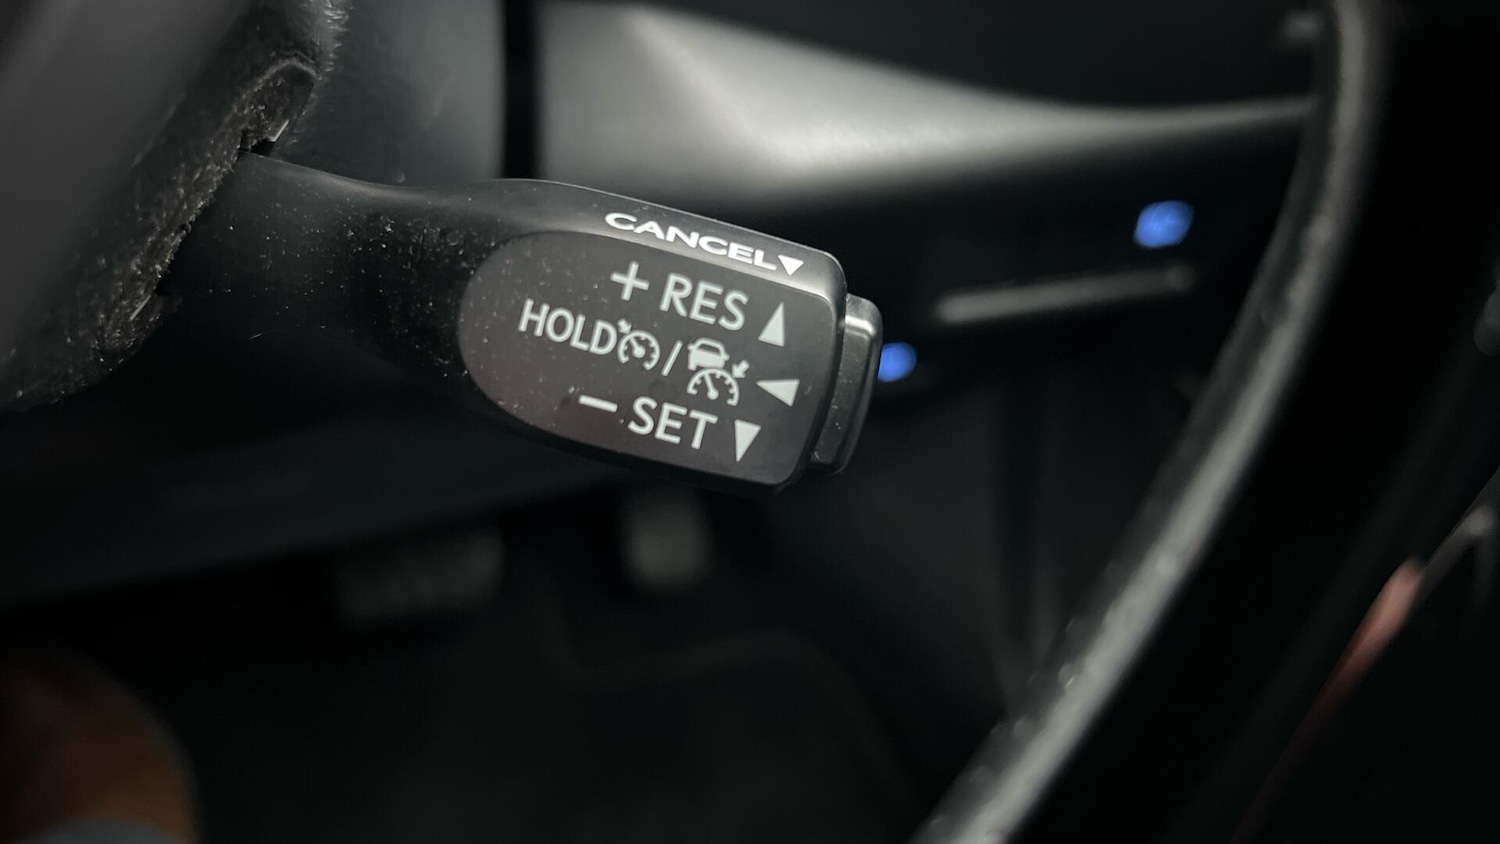 CANCEL▼
+ RES ▲
HOLD / ◀
− SET ▼